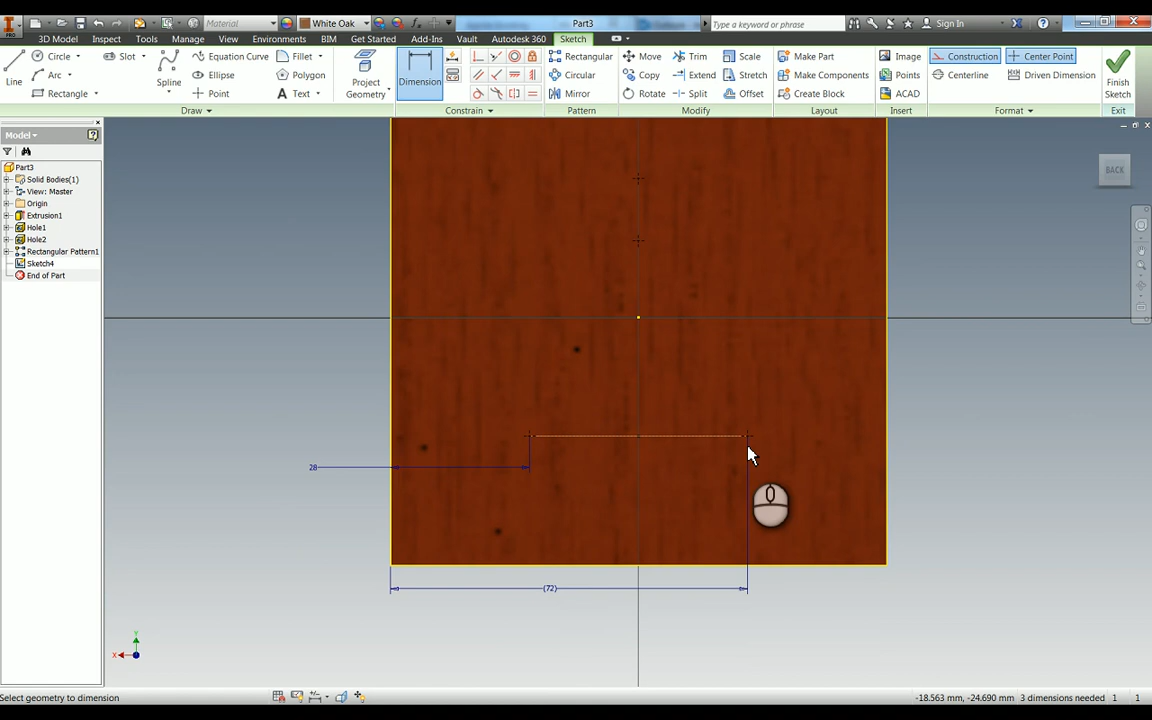 Material White Oak Part3 Type a keyword or phrase Sign In
PRO 3D Model Inspect Tools Manage View Environments BIM Get Started Add-Ins Vault Autodesk 360 Sketch
Line Circle Arc Rectangle Slot Spline Equation Curve Ellipse Point Fillet Polygon Text Project Geometry Dimension Rectangular Circular Mirror Move Copy Rotate Trim Extend Split Scale Stretch Offset Make Part Make Components Create Block Image Points ACAD Construction Centerline Center Point Driven Dimension Finish Sketch
Draw Constrain Pattern Modify Layout Insert Format Exit
Model
Part3
Solid Bodies(1)
View: Master
Origin
Extrusion1
Hole1
Hole2
Rectangular Pattern1
Sketch4
End of Part
BACK
28
(72)
Y
X
Select geometry to dimension -18.563 mm, -24.690 mm 3 dimensions needed 1 1